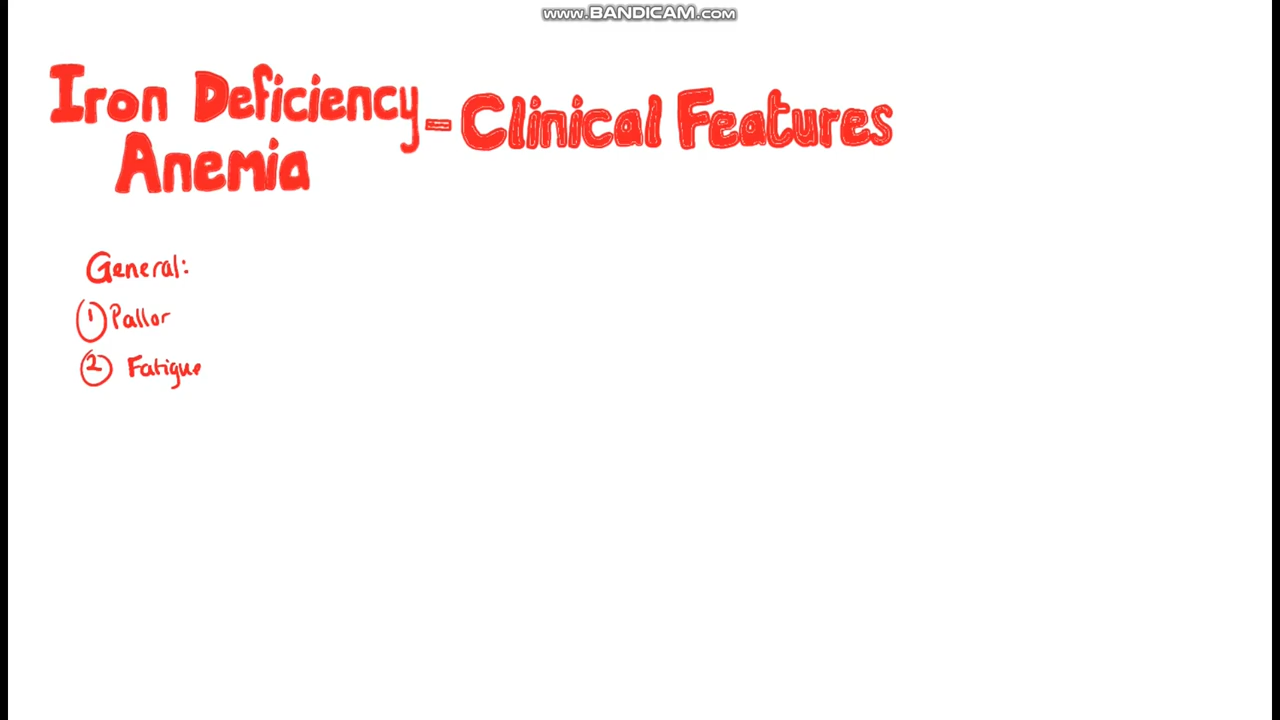 www.BANDICAM.com
Iron Deficiency
Anemia
- Clinical Features
General:
① Pallor
② Fatigue